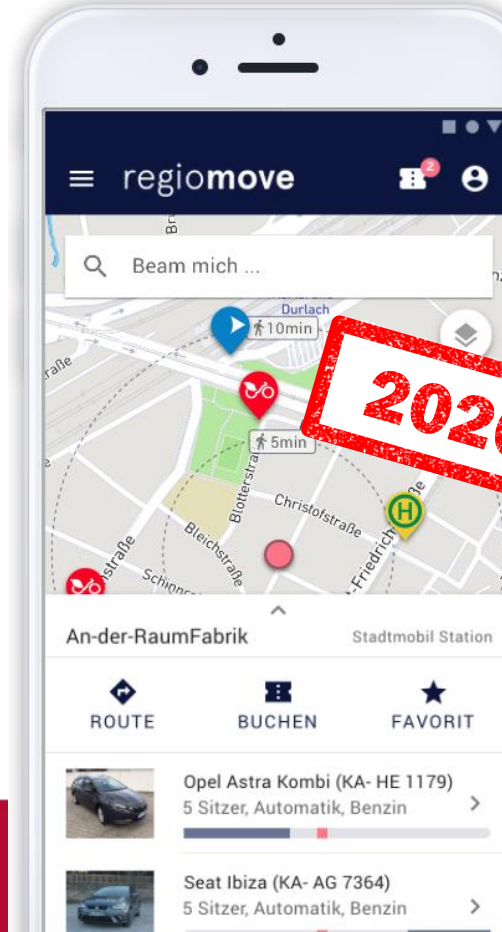 regiomove
2
Beam mich ...
Durlach
10min
2020
5min
Blotterstraße
Christofstraße
Bleichstraße
H
An-der-RaumFabrik
Stadtmobil Station
ROUTE
BUCHEN
FAVORIT
Opel Astra Kombi (KA- HE 1179)
5 Sitzer, Automatik, Benzin
Seat Ibiza (KA- AG 7364)
5 Sitzer, Automatik, Benzin